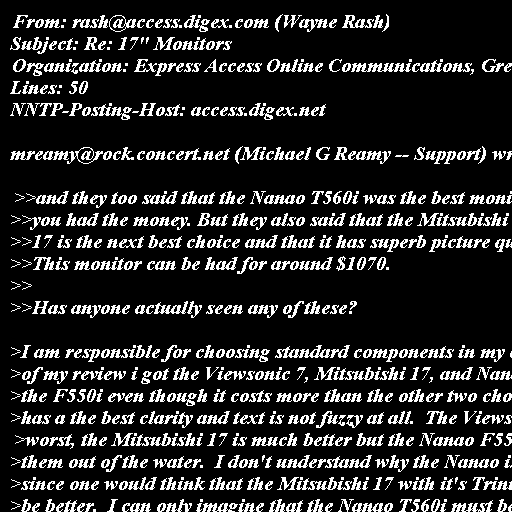 From: rash@access.digex.com (Wayne Rash)
Subject: Re: 17" Monitors
Organization: Express Access Online Communications, Gre
Lines: 50
NNTP-Posting-Host: access.digex.net
mreamy@rock.concert.net (Michael G Reamy -- Support) wr
>>and they too said that the Nanao T560i was the best moni
>>you had the money. But they also said that the Mitsubishi
>>17 is the next best choice and that it has superb picture qu
>>This monitor can be had for around $1070.
>>
>>Has anyone actually seen any of these?
>I am responsible for choosing standard components in my
>of my review i got the Viewsonic 7, Mitsubishi 17, and Nan
>the F550i even though it costs more than the other two cho
>has a the best clarity and text is not fuzzy at all.  The Views
>worst, the Mitsubishi 17 is much better but the Nanao F55
>them out of the water.  I don't understand why the Nanao i
>since one would think that the Mitsubishi 17 with it's Trini
>be better.  I can only imagine that the Nanao T560i must be